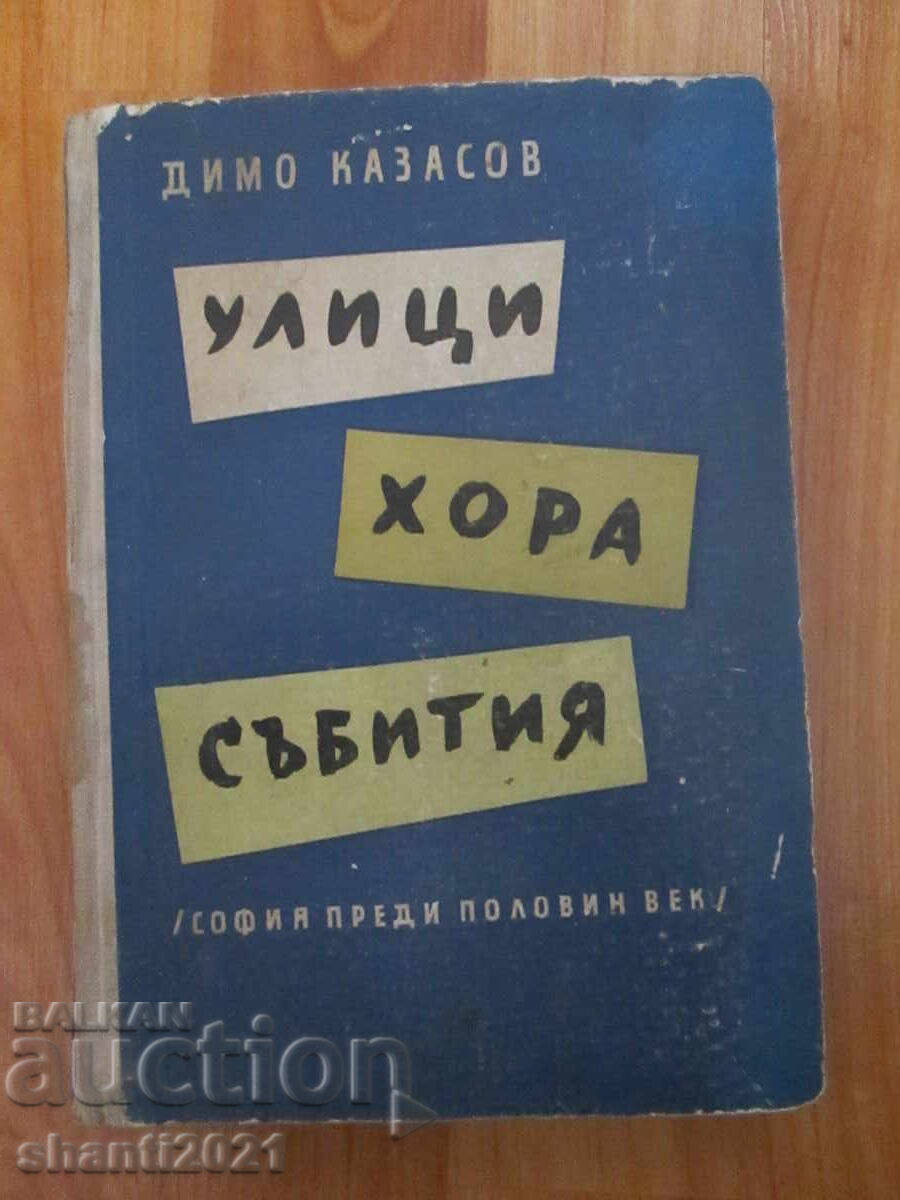 ДИМО КАЗАСОВ
УЛИЦИ
ХОРА
СЪБИТИЯ
/СОФИЯ ПРЕДИ ПОЛОВИН ВЕК/
BALKAN
auction
shanti2021